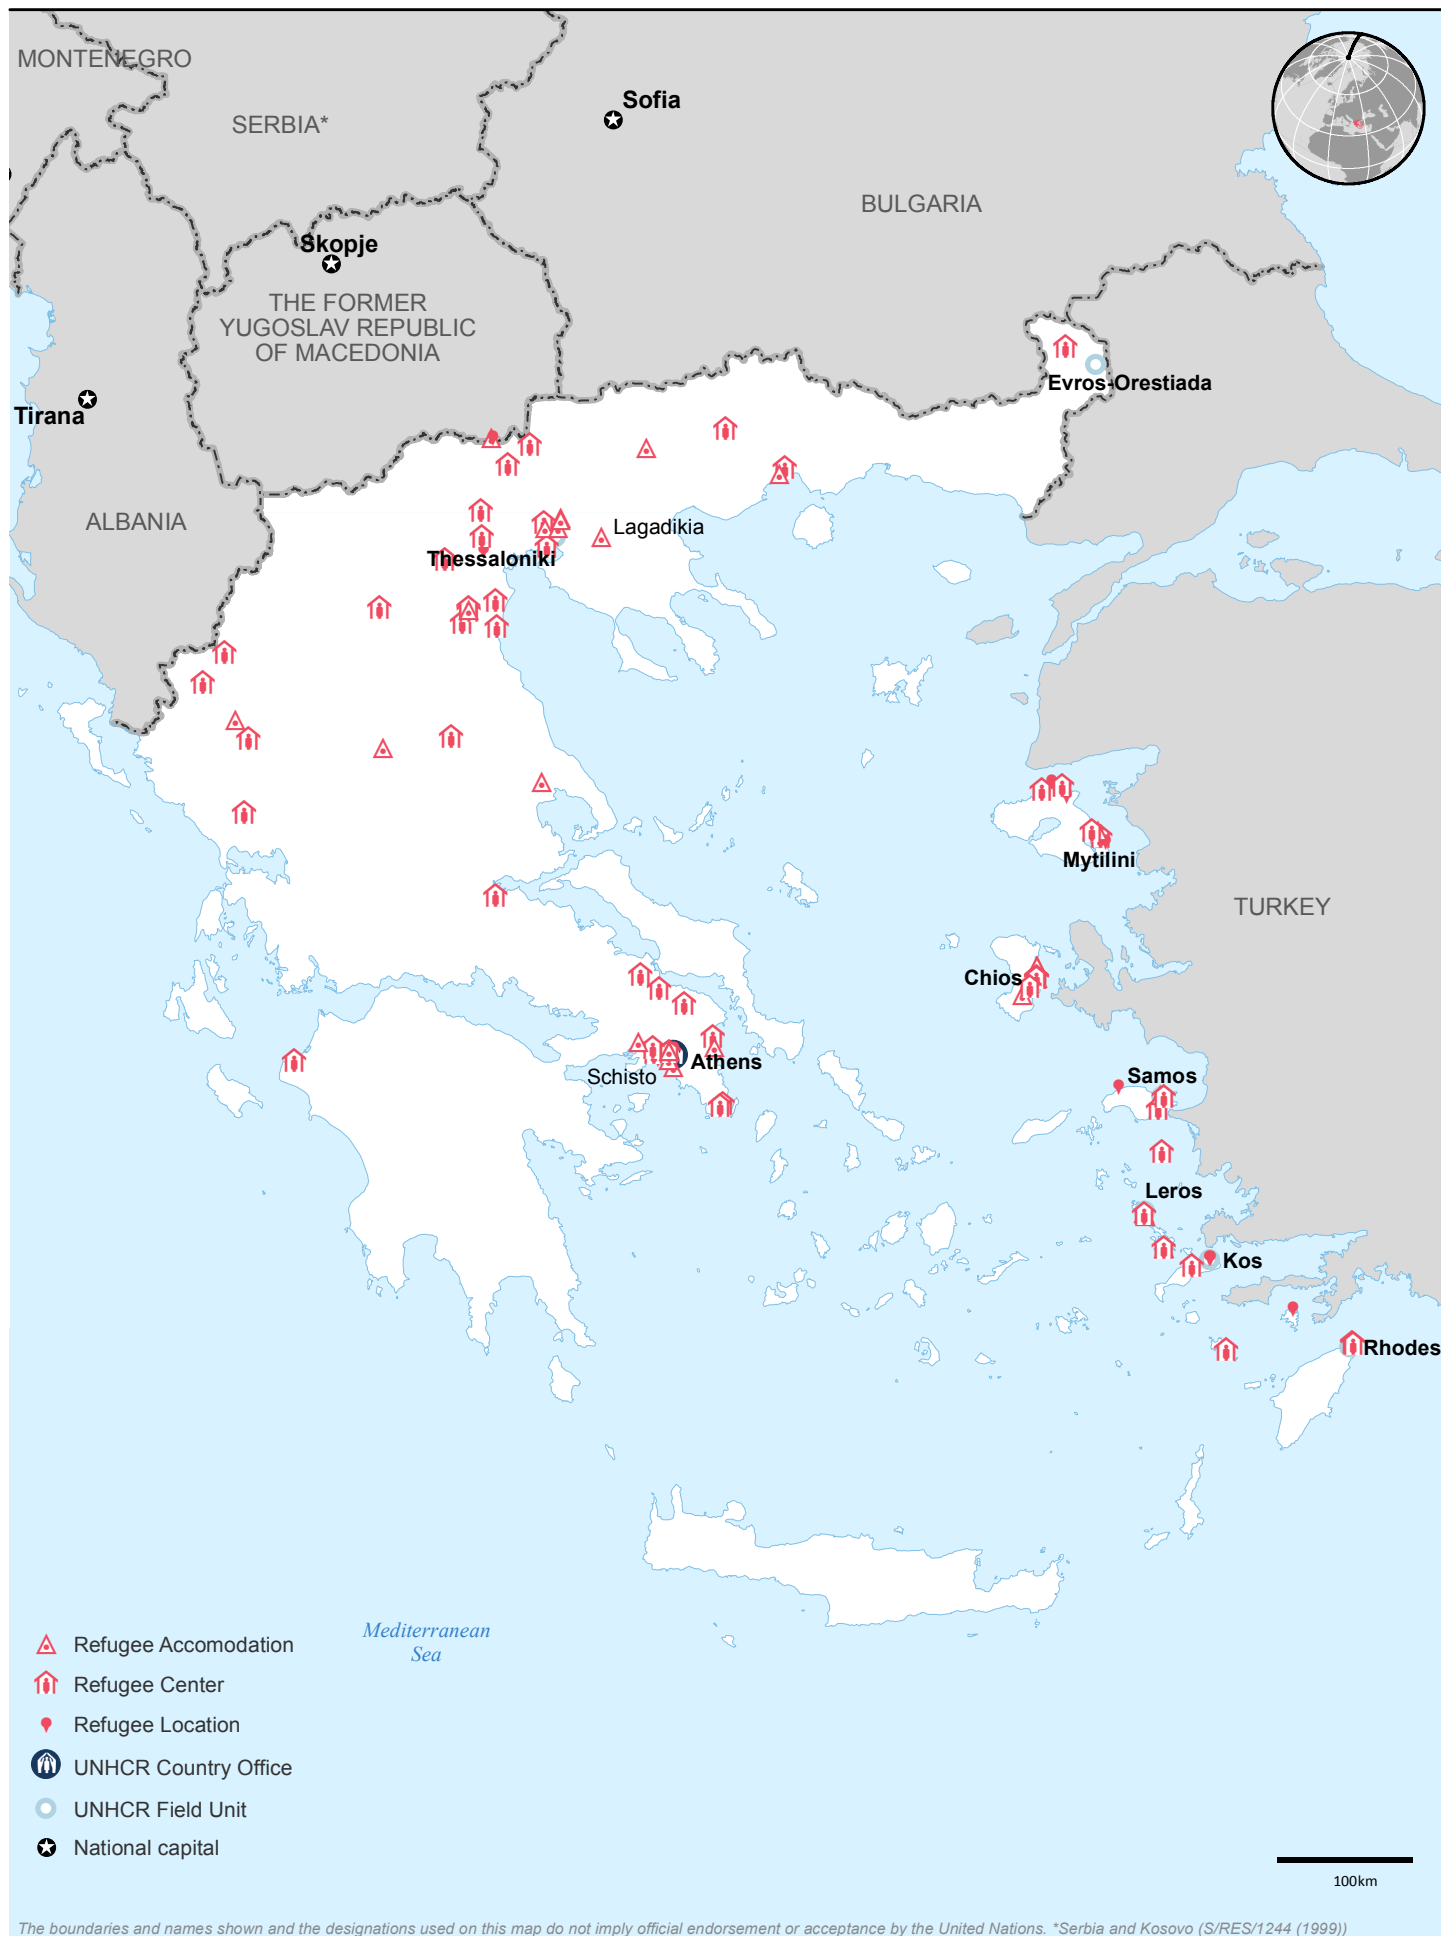 MONTENEGRO
Sofia
SERBIA*
BULGARIA
Skopje
THE FORMER
YUGOSLAV REPUBLIC
OF MACEDONIA
Evros-Orestiada
Tirana
ALBANIA
Lagadikia
Thessaloniki
Mytilini
TURKEY
Chios
Athens
Schisto
Samos
Leros
Kos
Rhodes
Mediterranean
Sea
Refugee Accomodation
Refugee Center
Refugee Location
UNHCR Country Office
UNHCR Field Unit
National capital
100km
The boundaries and names shown and the designations used on this map do not imply official endorsement or acceptance by the United Nations. *Serbia and Kosovo (S/RES/1244 (1999))